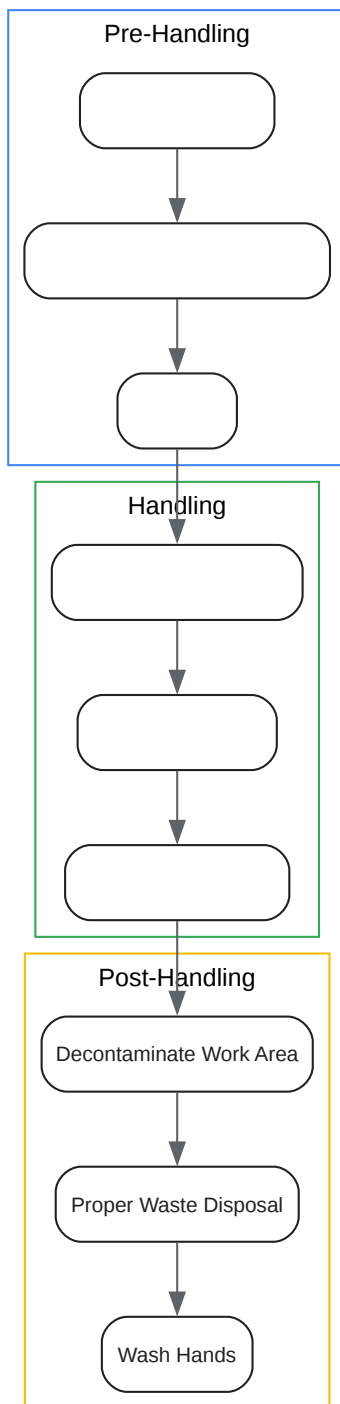 Pre-Handling
Handling
Post-Handling
Decontaminate Work Area
Proper Waste Disposal
Wash Hands